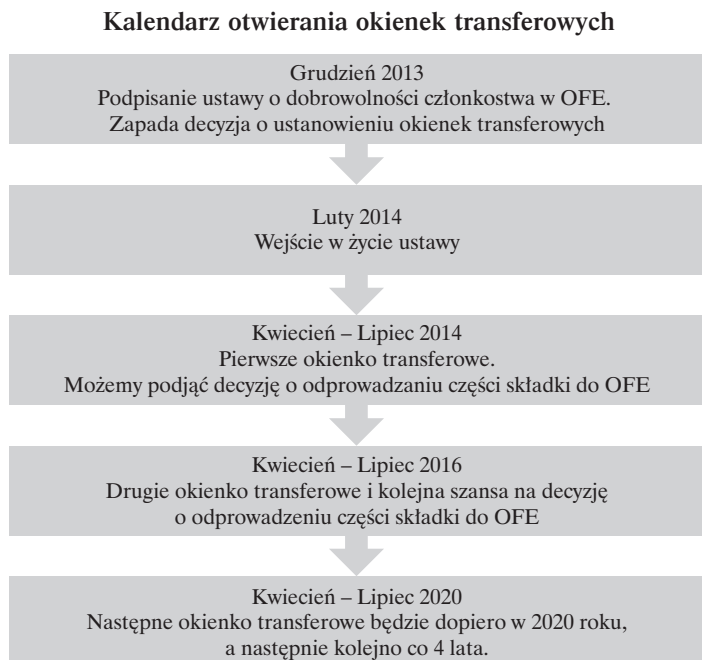 Kalendarz otwierania okienek transferowych
Grudzień 2013
Podpisanie ustawy o dobrowolności członkostwa w OFE.
Zapada decyzja o ustanowieniu okienek transferowych
Luty 2014
Wejście w życie ustawy
Kwiecień – Lipiec 2014
Pierwsze okienko transferowe.
Możemy podjąć decyzję o odprowadzaniu części składki do OFE
Kwiecień – Lipiec 2016
Drugie okienko transferowe i kolejna szansa na decyzję
o odprowadzeniu części składki do OFE
Kwiecień – Lipiec 2020
Następne okienko transferowe będzie dopiero w 2020 roku,
a następnie kolejno co 4 lata.